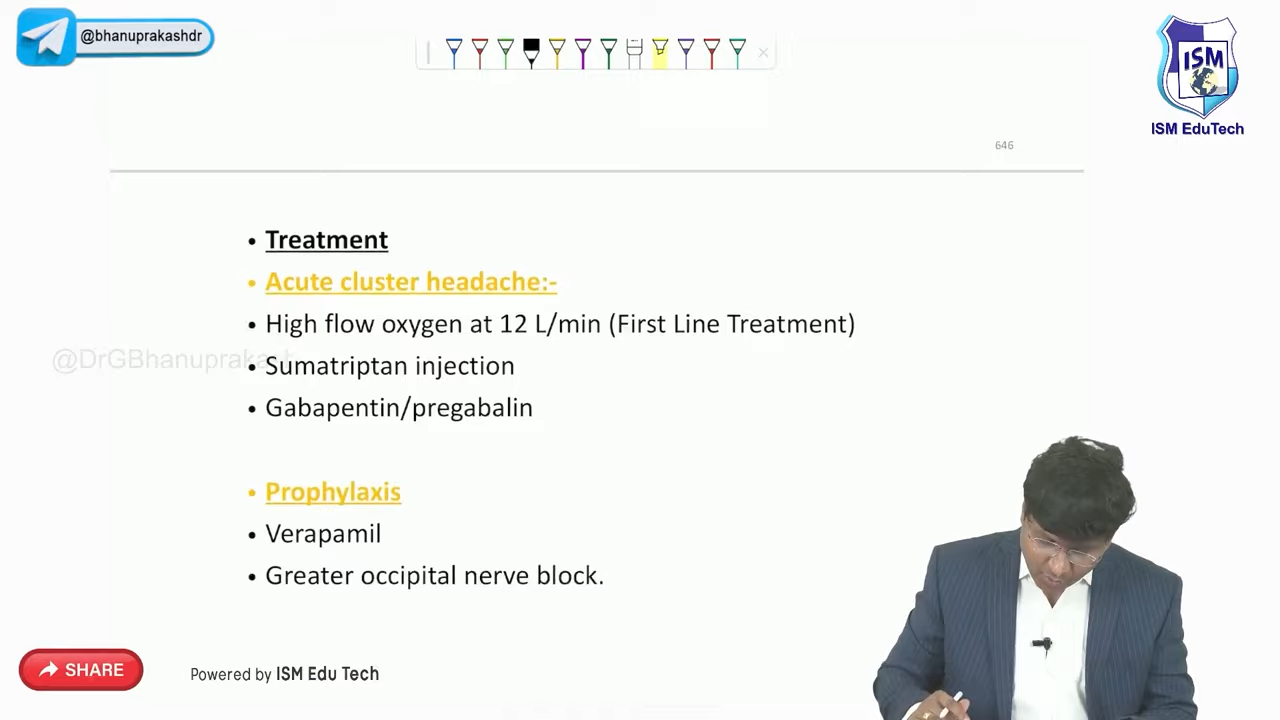 @bhanuprakashdr
ISM
ISM EduTech
646
• Treatment
• Acute cluster headache:-
• High flow oxygen at 12 L/min (First Line Treatment)
@DrGBhanuprakash
• Sumatriptan injection
• Gabapentin/pregabalin
• Prophylaxis
• Verapamil
• Greater occipital nerve block.
SHARE
Powered by ISM Edu Tech